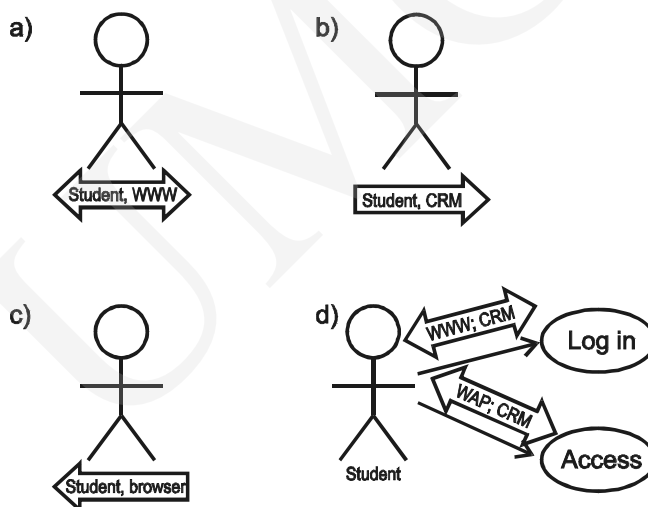 a)
b)
Student, WWW
Student, CRM
c)
d)
WWW; CRM
Log in
WAP; CRM
Student, browser
Student
Access